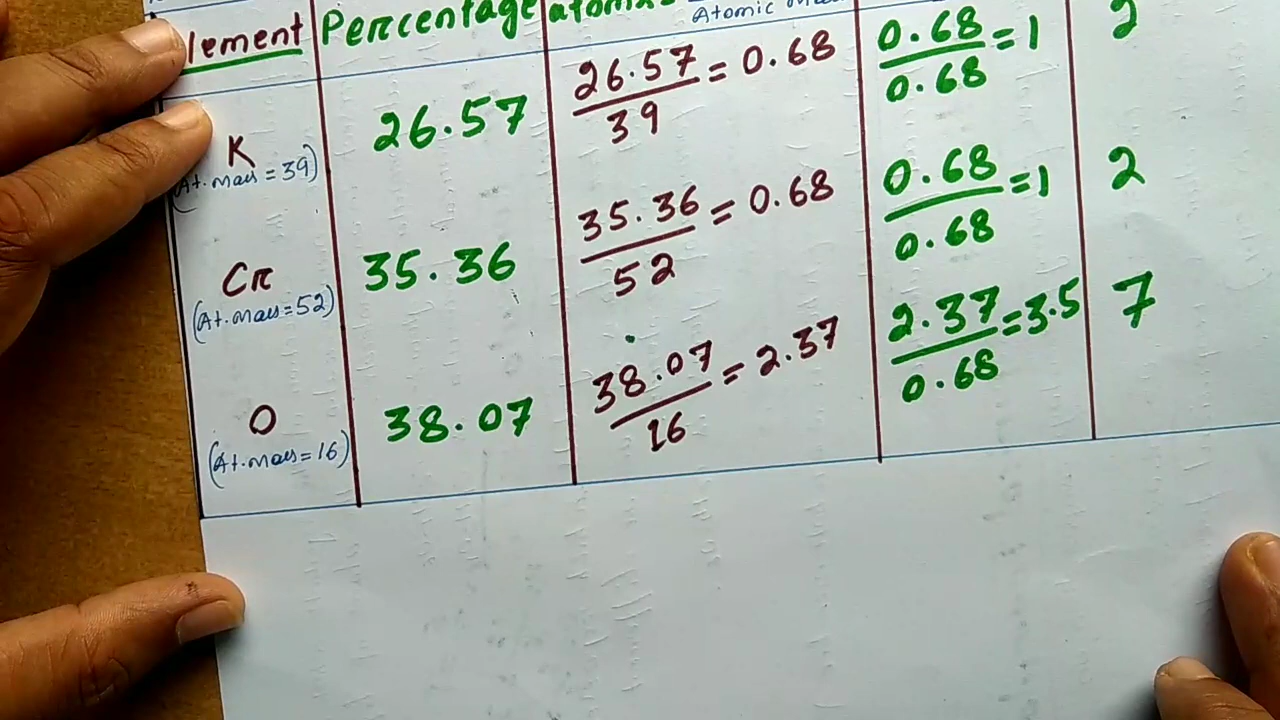 lement Percentage atomi
Atomic
K
(At. mass = 39)
26.57
26.57/39 = 0.68
0.68/0.68 = 1
2
Cr
(At. mass = 52)
35.36
35.36/52 = 0.68
0.68/0.68 = 1
2
O
(At. mass = 16)
38.07
38.07/16 = 2.37
2.37/0.68 = 3.5
7